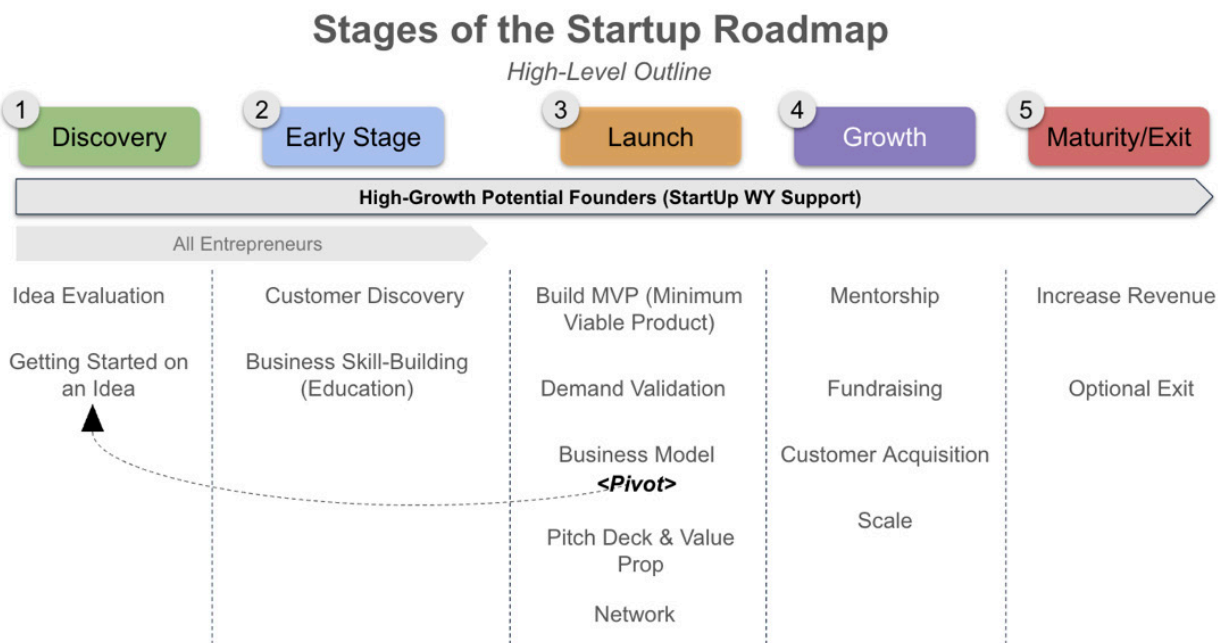 Stages of the Startup Roadmap
High-Level Outline
1
Discovery
2
Early Stage
3
Launch
4
Growth
5
Maturity/Exit
High-Growth Potential Founders (StartUp WY Support)
All Entrepreneurs
Idea Evaluation
Getting Started on
an Idea
Customer Discovery
Business Skill-Building
(Education)
Build MVP (Minimum
Viable Product)
Demand Validation
Business Model
<Pivot>
Pitch Deck & Value
Prop
Network
Mentorship
Fundraising
Customer Acquisition
Scale
Increase Revenue
Optional Exit